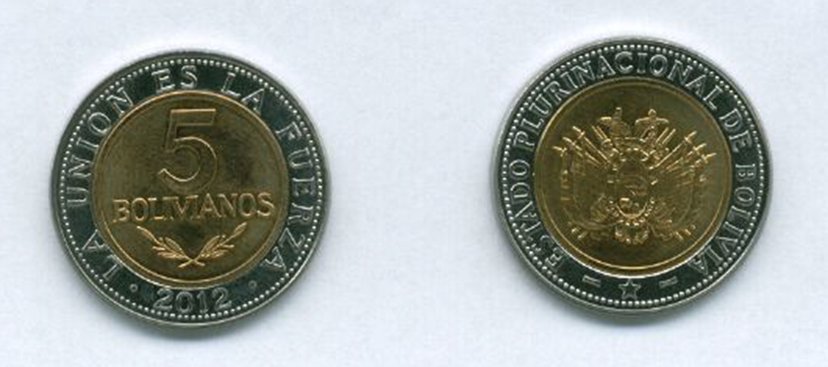 LA UNION ES LA FUERZA
5
BOLIVIANOS
2012
ESTADO PLURINACIONAL DE BOLIVIA